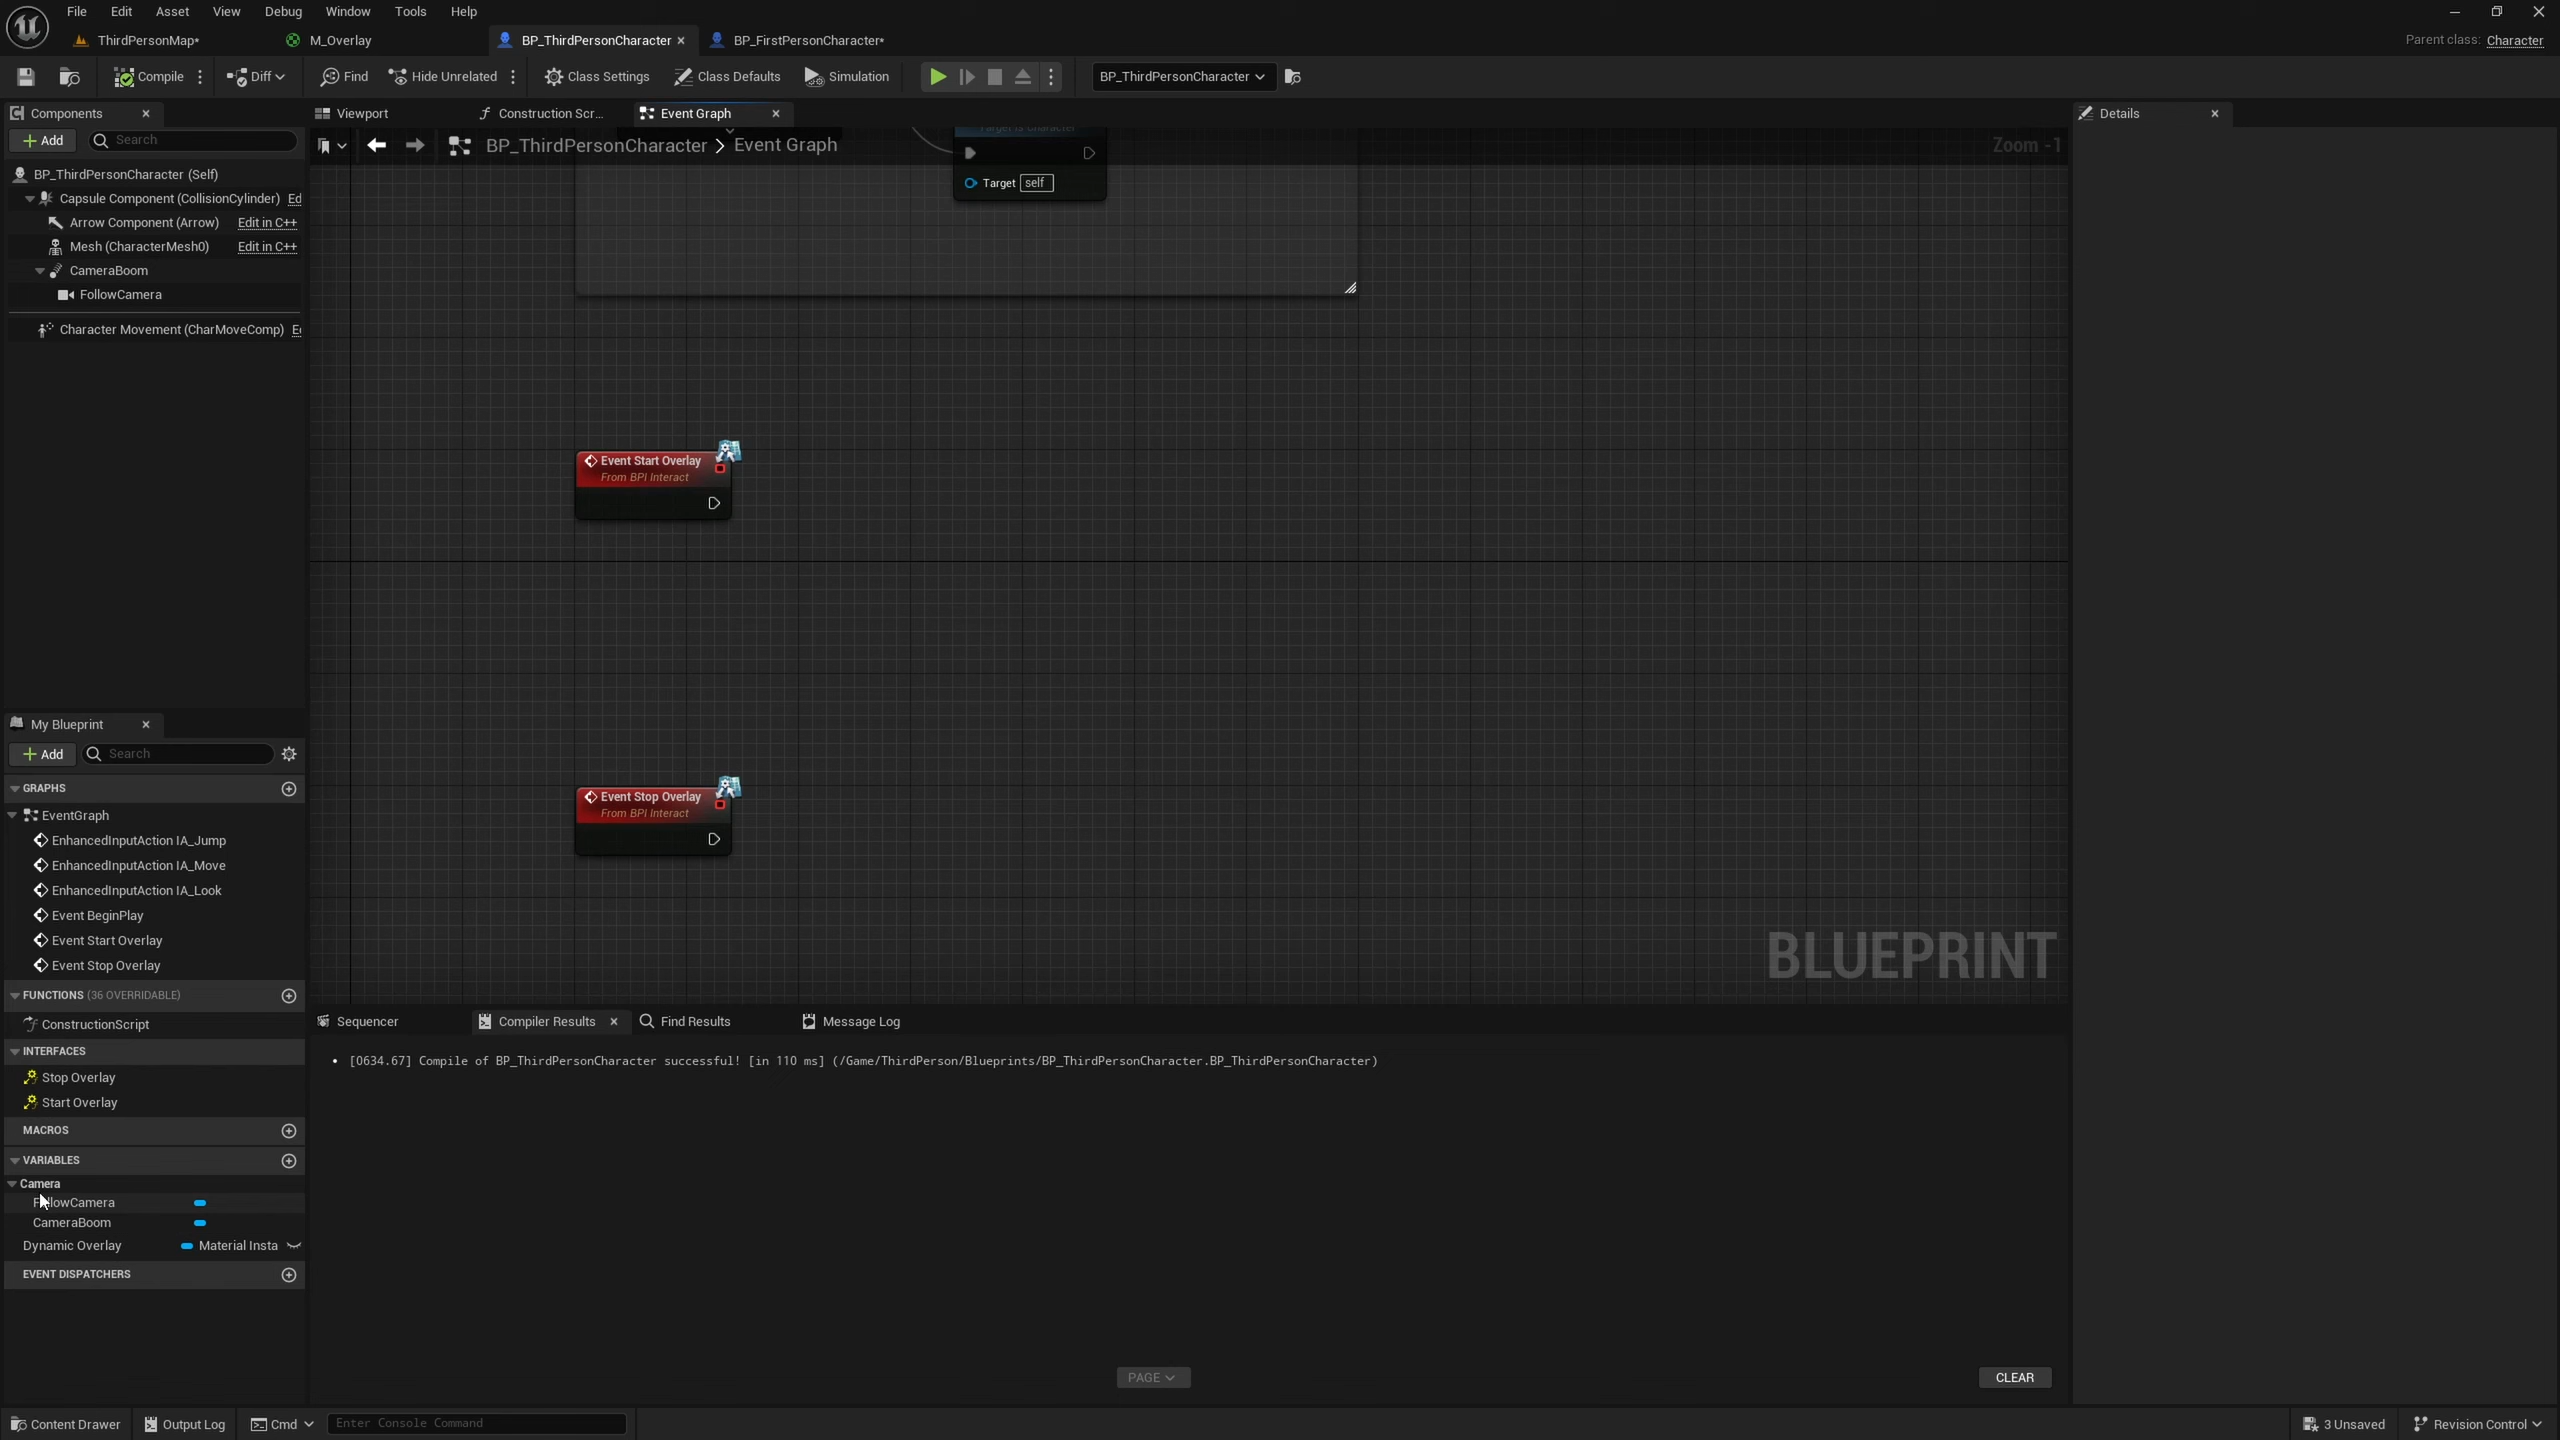 File Edit Asset View Debug Window Tools Help
ThirdPersonMap* M_Overlay BP_ThirdPersonCharacter BP_FirstPersonCharacter* Parent class: Character
Compile Diff Find Hide Unrelated Class Settings Class Defaults Simulation BP_ThirdPersonCharacter
Components
Add Search
BP_ThirdPersonCharacter (Self)
Capsule Component (CollisionCylinder) Ed
Arrow Component (Arrow) Edit in C++
Mesh (CharacterMesh0) Edit in C++
CameraBoom
FollowCamera
Character Movement (CharMoveComp) E
Viewport Construction Scr... Event Graph
BP_ThirdPersonCharacter > Event Graph
Zoom -1
Target is Character
Target self
Event Start Overlay
From BPI Interact
Event Stop Overlay
From BPI Interact
BLUEPRINT
Details
My Blueprint
Add Search
GRAPHS
EventGraph
EnhancedInputAction IA_Jump
EnhancedInputAction IA_Move
EnhancedInputAction IA_Look
Event BeginPlay
Event Start Overlay
Event Stop Overlay
FUNCTIONS (36 OVERRIDABLE)
ConstructionScript
INTERFACES
Stop Overlay
Start Overlay
MACROS
VARIABLES
Camera
FollowCamera
CameraBoom
Dynamic Overlay Material Insta
EVENT DISPATCHERS
Sequencer Compiler Results Find Results Message Log
• [0634.67] Compile of BP_ThirdPersonCharacter successful! [in 110 ms] (/Game/ThirdPerson/Blueprints/BP_ThirdPersonCharacter.BP_ThirdPersonCharacter)
PAGE CLEAR
Content Drawer Output Log Cmd Enter Console Command 3 Unsaved Revision Control